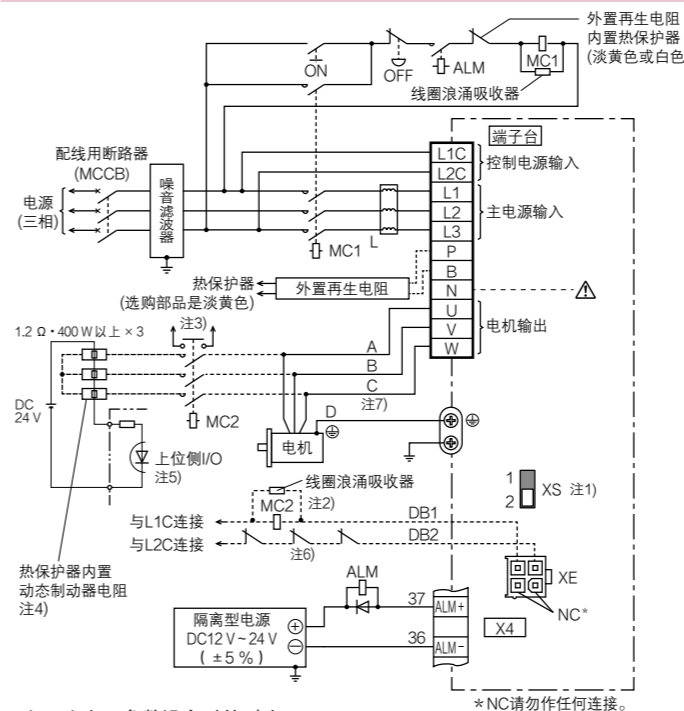 外置再生电阻
内置热保护器
(淡黄色或白色
ON
OFF
ALM
MC1
线圈浪涌吸收器
端子台
配线用断路器
(MCCB)
电源
(三相)
噪音滤波器
MC1
L
L1C
L2C
L1
L2
L3
P
B
N
U
V
W
控制电源输入
主电源输入
电机输出
热保护器
(选购部品是淡黄色)
外置再生电阻
1.2 Ω・400 W 以上 × 3
注3)
A
B
C
注7)
D
DC
24 V
MC2
上位侧I/O
注5)
电机
线圈浪涌吸收器
MC2
注2)
1
2
XS 注1)
与L1C连接
与L2C连接
注6)
DB1
DB2
XE
NC*
热保护器内置
动态制动器电阻
注4)
ALM
隔离型电源
DC12 V ~ 24 V
( ± 5 % )
37
ALM+
36
ALM−
X4
*NC请勿作任何连接。